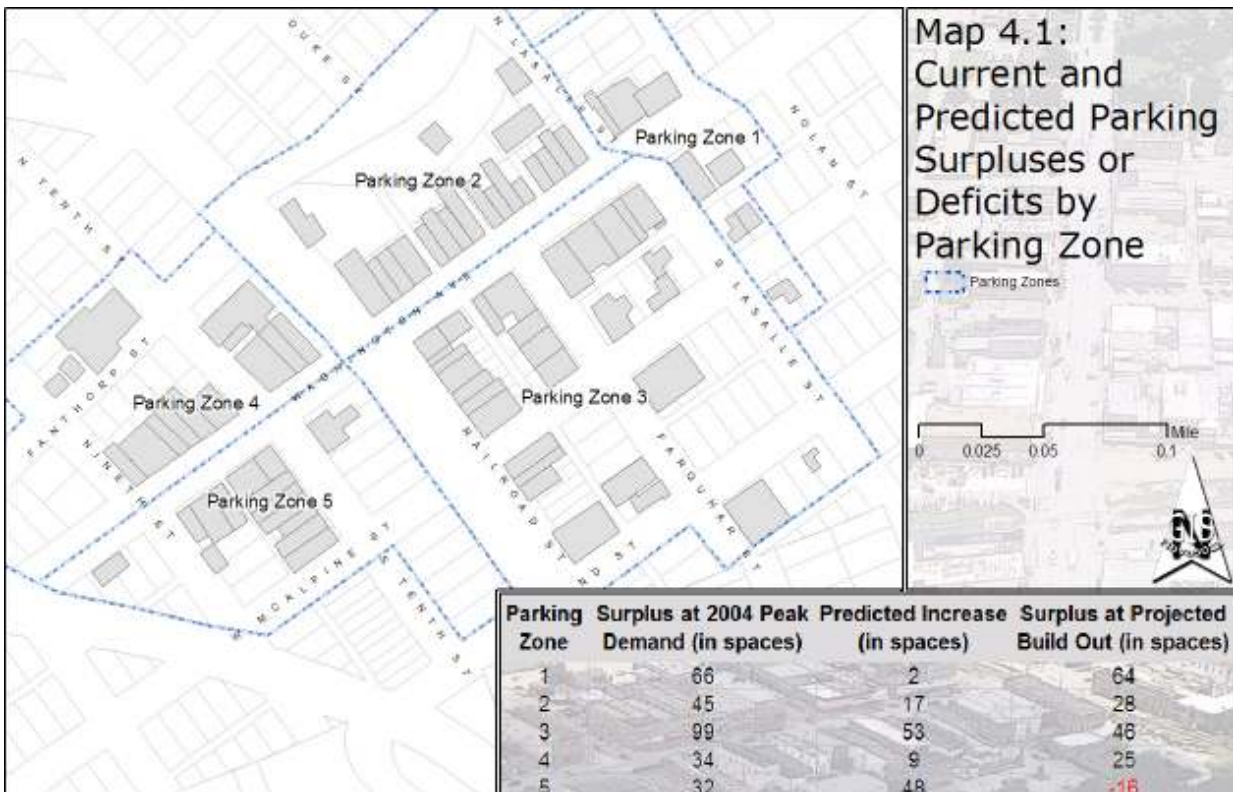 Map 4.1:
Current and
Predicted Parking
Surpluses or
Deficits by
Parking Zone
Parking Zones
0 0.025 0.05 0.1 Mile
DUKE ST
N LASALLE ST
NOLAN ST
Parking Zone 1
Parking Zone 2
N TENTH ST
WASHINGTON AVE
S LASALLE ST
FANTHORP ST
Parking Zone 4
Parking Zone 3
RAILROAD ST
FARQUHAR ST
Parking Zone 5
S MCALPINE ST
S TENTH ST
Parking Zone Surplus at 2004 Peak Demand (in spaces) Predicted Increase (in spaces) Surplus at Projected Build Out (in spaces)
1 66 2 64
2 45 17 28
3 99 53 46
4 34 9 25
5 32 48 -16